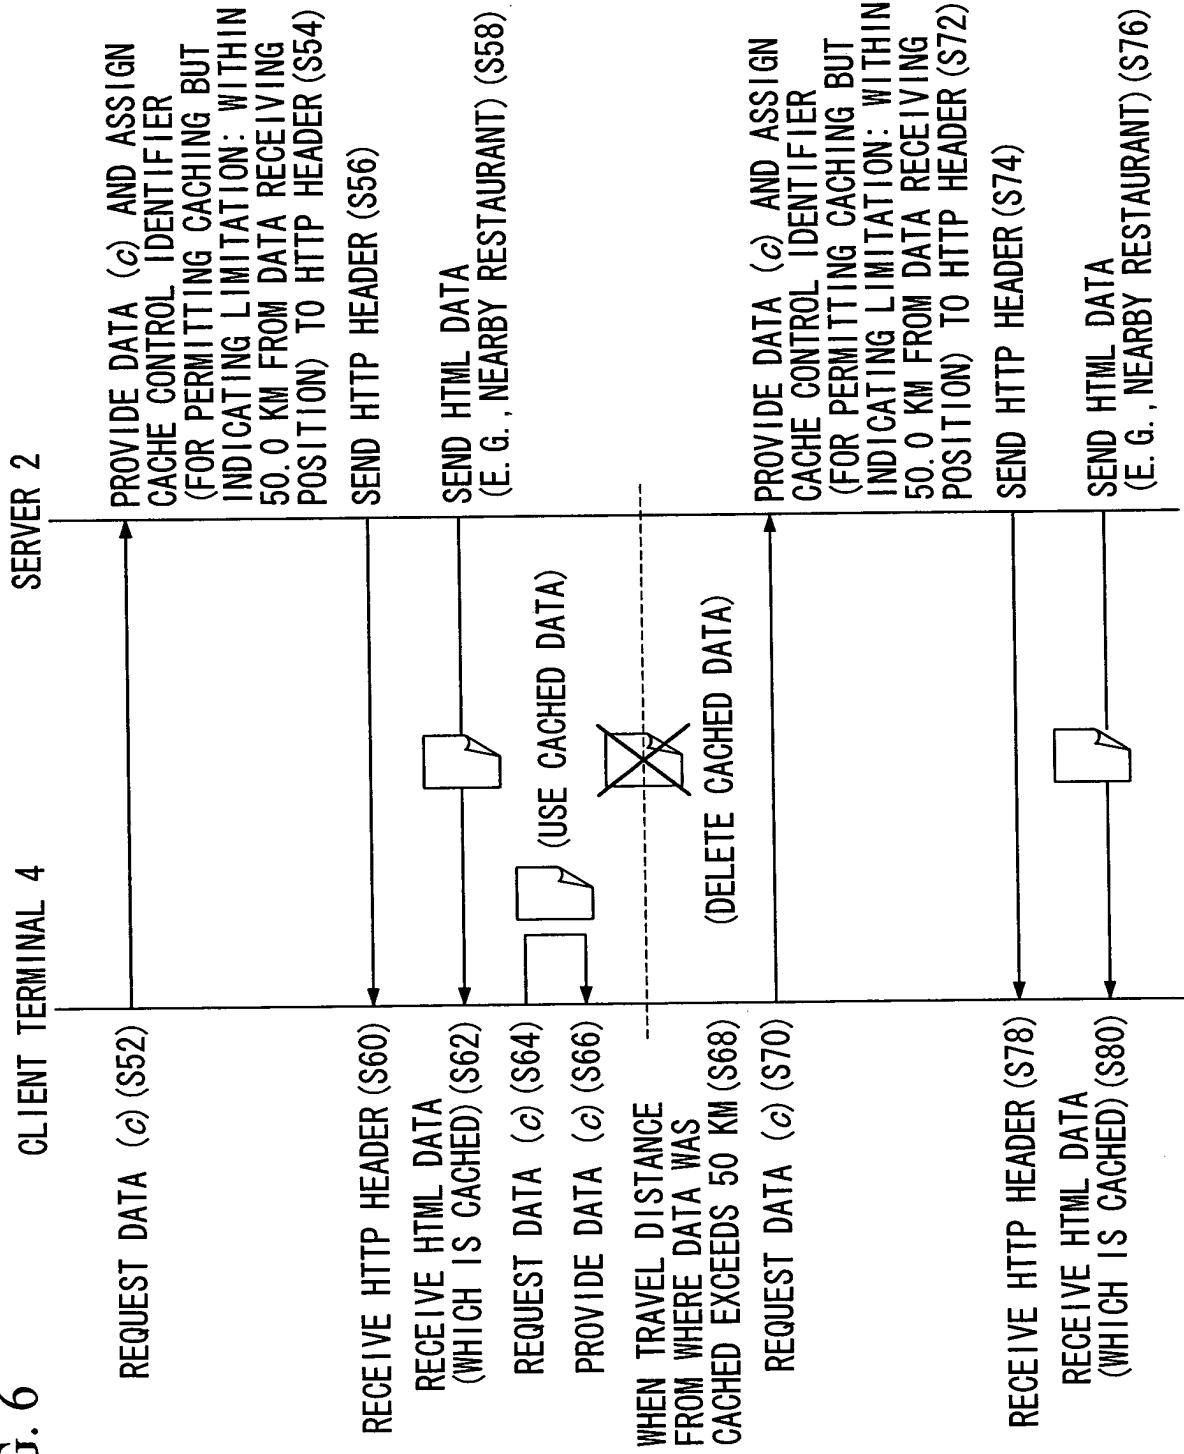 G. 6
CLIENT TERMINAL 4
SERVER 2
REQUEST DATA (c) (S52)
PROVIDE DATA (c) AND ASSIGN
CACHE CONTROL IDENTIFIER
(FOR PERMITTING CACHING BUT
INDICATING LIMITATION: WITHIN
50.0 KM FROM DATA RECEIVING
POSITION) TO HTTP HEADER (S54)
SEND HTTP HEADER (S56)
RECEIVE HTTP HEADER (S60)
SEND HTML DATA
(E.G., NEARBY RESTAURANT) (S58)
RECEIVE HTML DATA
(WHICH IS CACHED) (S62)
REQUEST DATA (c) (S64)
(USE CACHED DATA)
PROVIDE DATA (c) (S66)
WHEN TRAVEL DISTANCE
FROM WHERE DATA WAS
CACHED EXCEEDS 50 KM (S68)
(DELETE CACHED DATA)
REQUEST DATA (c) (S70)
PROVIDE DATA (c) AND ASSIGN
CACHE CONTROL IDENTIFIER
(FOR PERMITTING CACHING BUT
INDICATING LIMITATION: WITHIN
50.0 KM FROM DATA RECEIVING
POSITION) TO HTTP HEADER (S72)
SEND HTTP HEADER (S74)
RECEIVE HTTP HEADER (S78)
SEND HTML DATA
(E.G., NEARBY RESTAURANT) (S76)
RECEIVE HTML DATA
(WHICH IS CACHED) (S80)